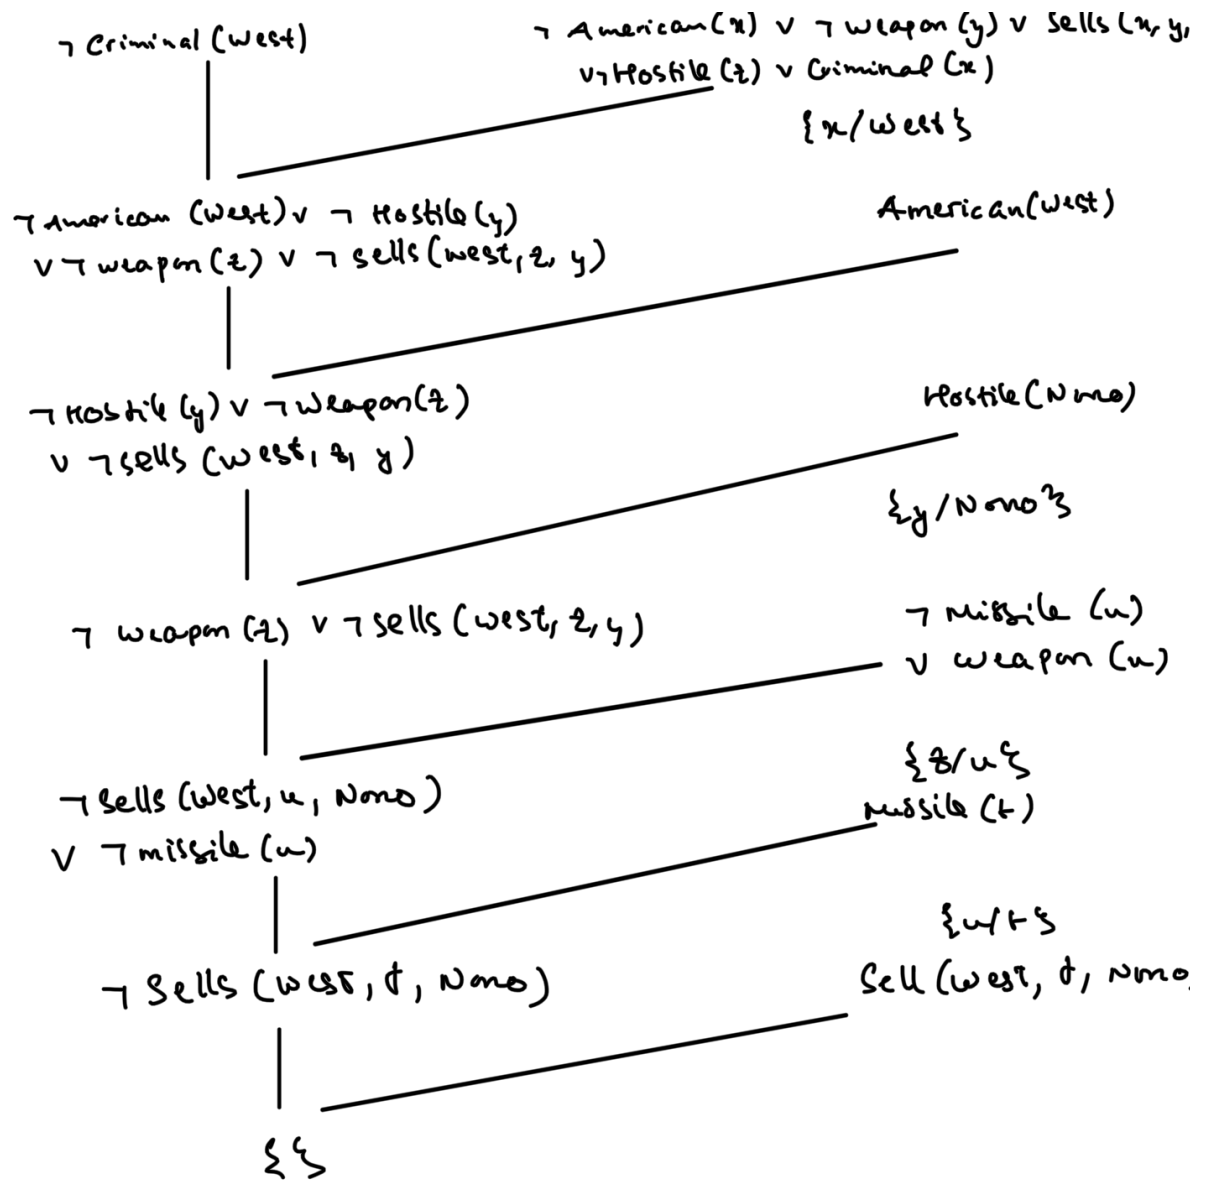 ¬ Criminal (West)
¬ American (x) ∨ ¬ Weapon (y) ∨ Sells (x, y,
∨ ¬ Hostile (z) ∨ Criminal (x)
{x/West}
¬ American (West) ∨ ¬ Hostile (y)
∨ ¬ weapon (z) ∨ ¬ sells (west, z, y)
American (West)
¬ Hostile (y) ∨ ¬ Weapon (z)
∨ ¬ sells (west, z, y)
Hostile (Nono)
{y/Nono}
¬ weapon (z) ∨ ¬ sells (west, z, y)
¬ Missile (u)
∨ weapon (u)
{z/u}
¬ sells (west, u, Nono)
∨ ¬ missile (u)
Missile (t)
{u/t}
¬ Sells (west, t, Nono)
Sell (west, t, Nono
{}